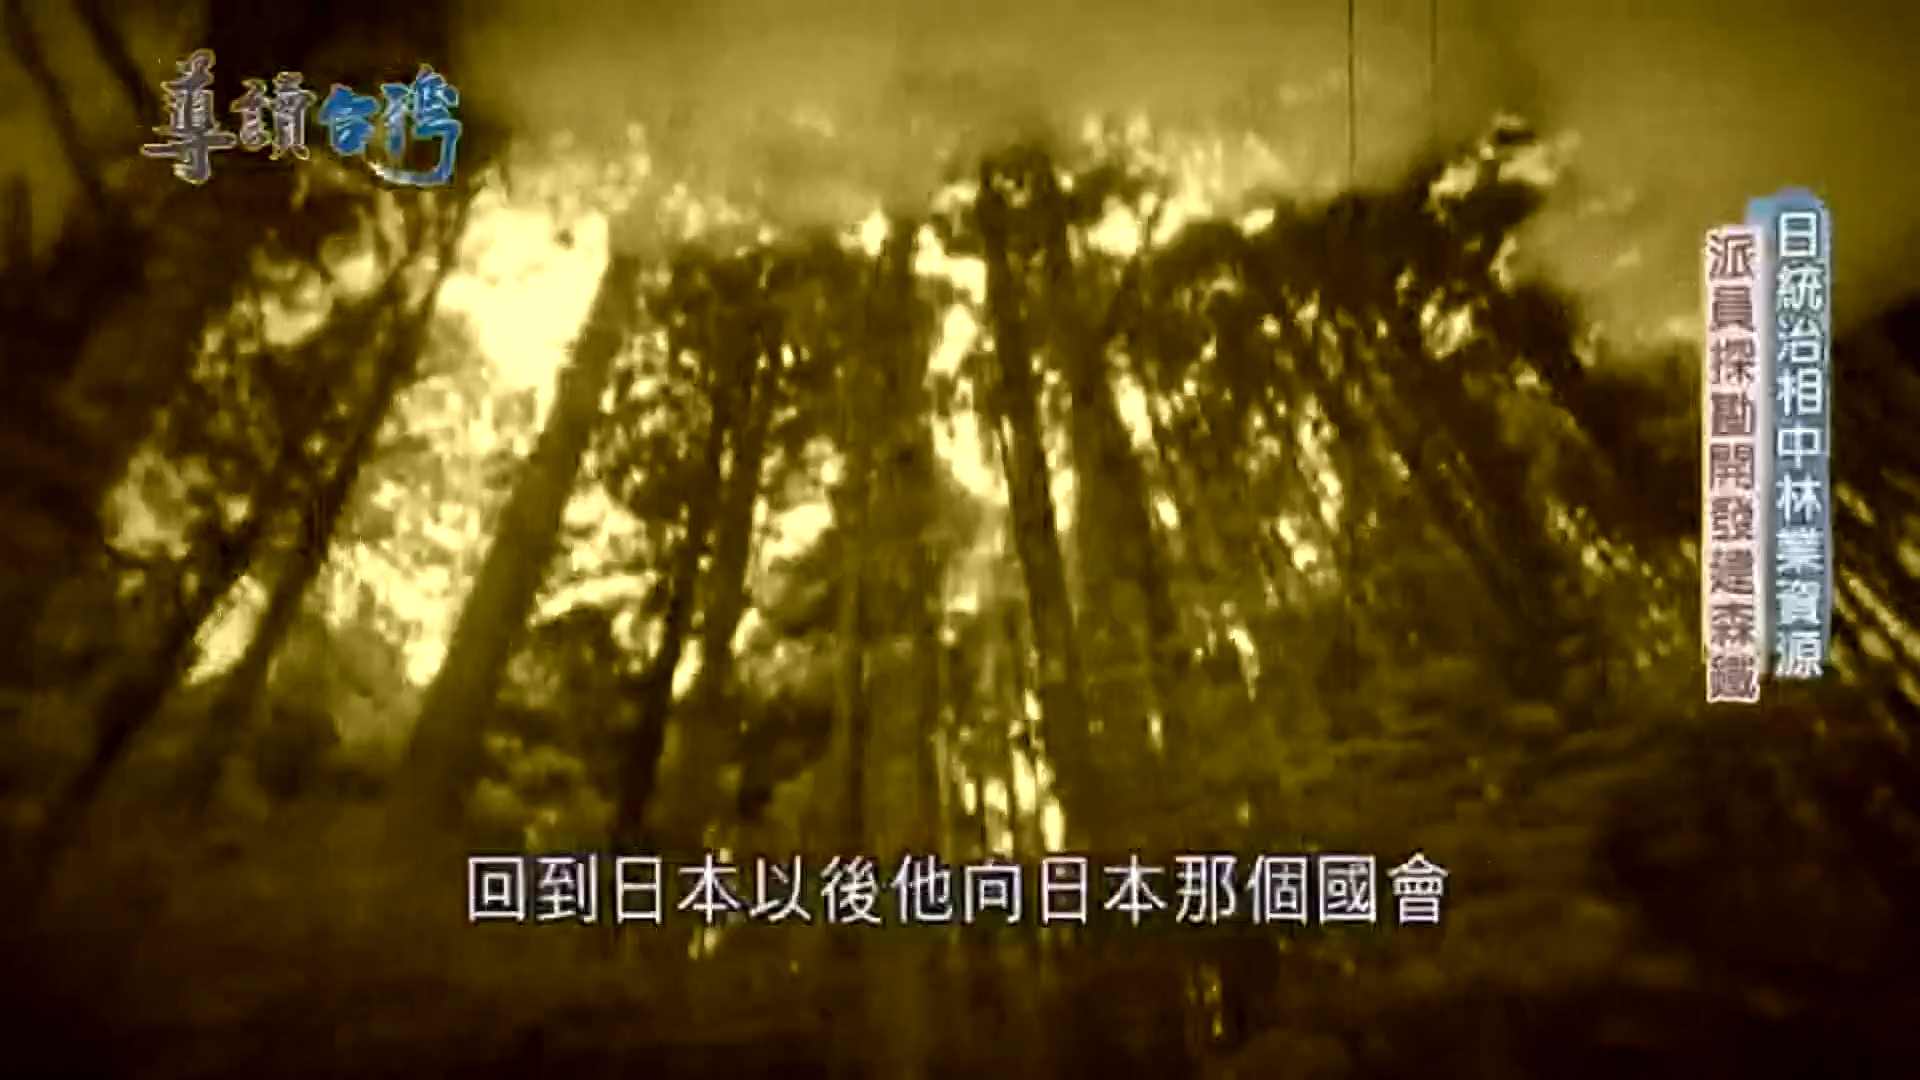 導讀台灣
日統治相中林業資源
派員探勘開發建森鐵
回到日本以後他向日本那個國會